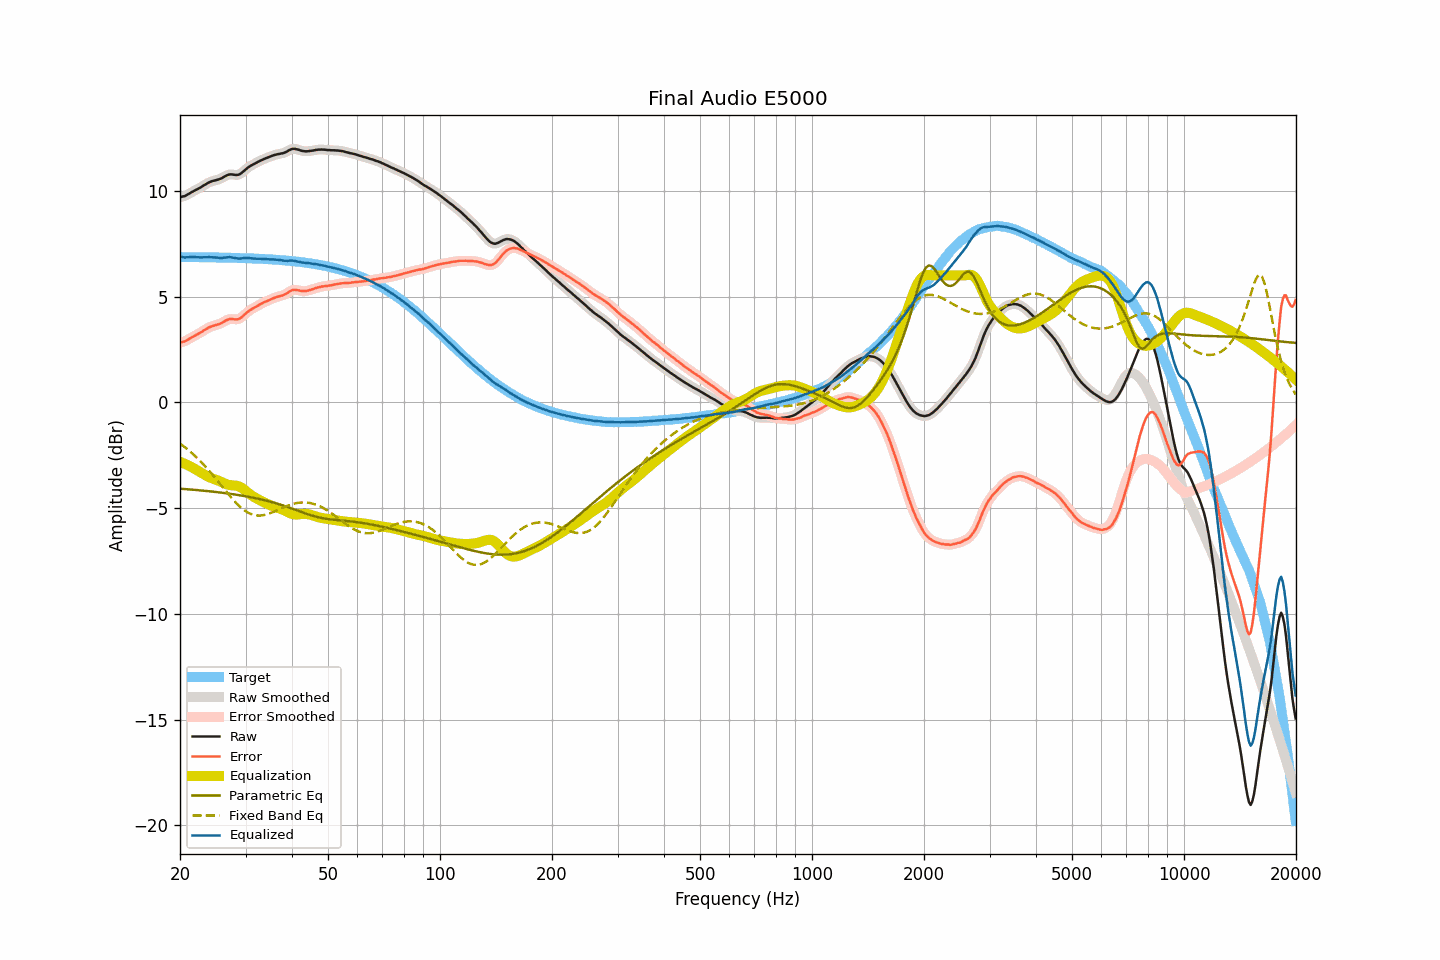 Final Audio E5000
Amplitude (dBr)
10
5
0
−5
−10
−15
−20
Target
Raw Smoothed
Error Smoothed
Raw
Error
Equalization
Parametric Eq
Fixed Band Eq
Equalized
20 50 100 200 500 1000 2000 5000 10000 20000
Frequency (Hz)